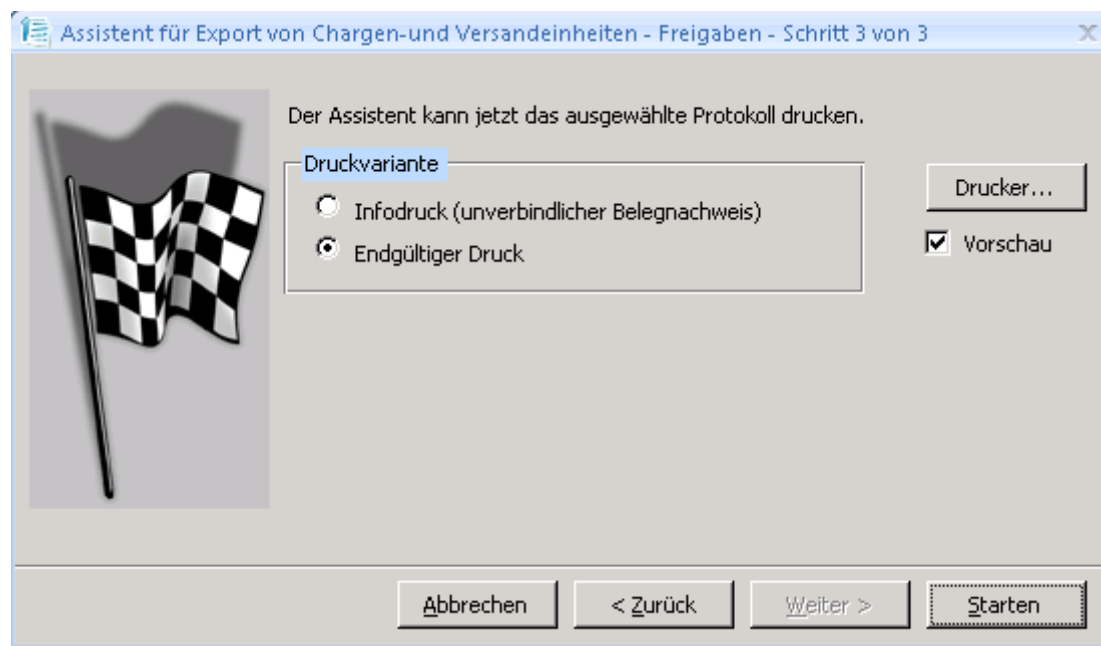 Assistent für Export von Chargen-und Versandeinheiten - Freigaben - Schritt 3 von 3
Der Assistent kann jetzt das ausgewählte Protokoll drucken.
Druckvariante
Infodruck (unverbindlicher Belegnachweis)
Endgültiger Druck
Drucker...
Vorschau
Abbrechen
< Zurück
Weiter >
Starten